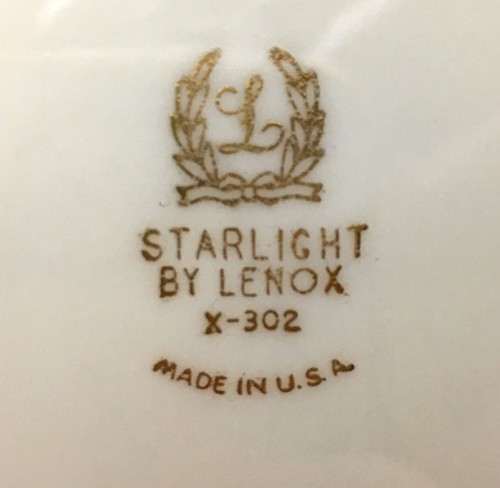 L
STARLIGHT
BY LENOX
X-302
MADE IN U.S.A.